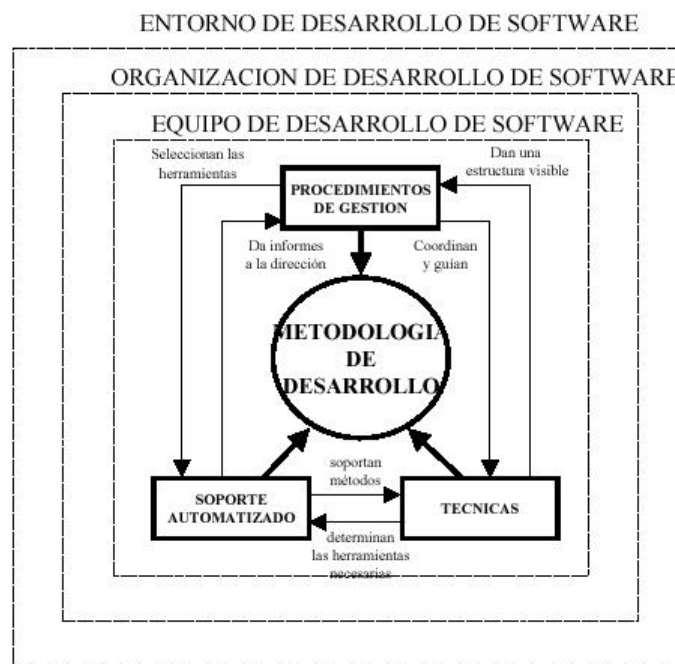 ENTORNO DE DESARROLLO DE SOFTWARE
ORGANIZACION DE DESARROLLO DE SOFTWARE
EQUIPO DE DESARROLLO DE SOFTWARE
Seleccionan las
herramientas
Dan una
estructura visible
PROCEDIMIENTOS
DE GESTION
Da informes
a la dirección
Coordinan
y guían
METODOLOGIA
DE
DESARROLLO
soportan
métodos
SOPORTE
AUTOMATIZADO
TECNICAS
determinan
las herramientas
necesarias